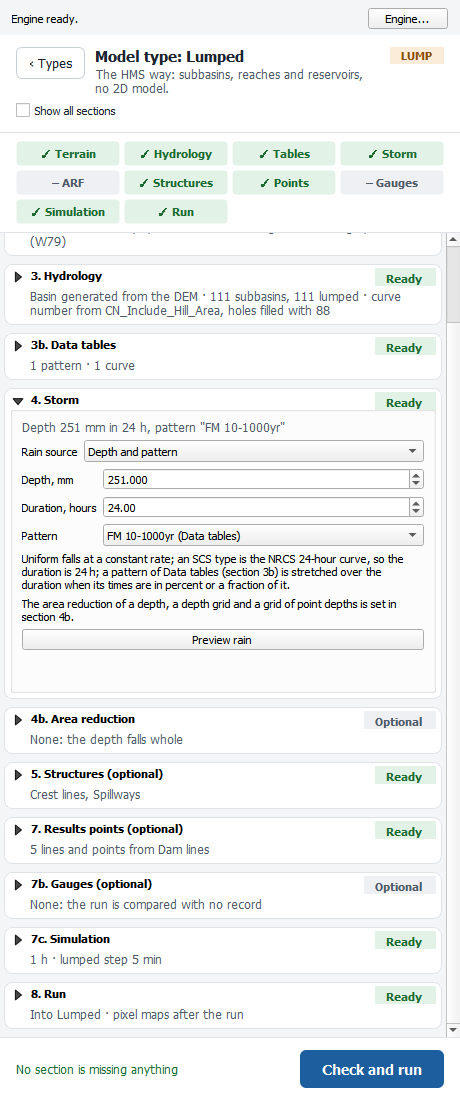 Engine ready.
Engine...
‹ Types
Model type: Lumped
LUMP
The HMS way: subbasins, reaches and reservoirs,
no 2D model.
Show all sections
✓ Terrain
✓ Hydrology
✓ Tables
✓ Storm
– ARF
✓ Structures
✓ Points
– Gauges
✓ Simulation
✓ Run
(W79)
3. Hydrology
Ready
Basin generated from the DEM · 111 subbasins, 111 lumped · curve
number from CN_Include_Hill_Area, holes filled with 88
3b. Data tables
Ready
1 pattern · 1 curve
4. Storm
Ready
Depth 251 mm in 24 h, pattern "FM 10-1000yr"
Rain source
Depth and pattern
Depth, mm
251.000
Duration, hours
24.00
Pattern
FM 10-1000yr (Data tables)
Uniform falls at a constant rate; an SCS type is the NRCS 24-hour curve, so the
duration is 24 h; a pattern of Data tables (section 3b) is stretched over the
duration when its times are in percent or a fraction of it.
The area reduction of a depth, a depth grid and a grid of point depths is set in
section 4b.
Preview rain
4b. Area reduction
Optional
None: the depth falls whole
5. Structures (optional)
Ready
Crest lines, Spillways
7. Results points (optional)
Ready
5 lines and points from Dam lines
7b. Gauges (optional)
Optional
None: the run is compared with no record
7c. Simulation
Ready
1 h · lumped step 5 min
8. Run
Ready
Into Lumped · pixel maps after the run
No section is missing anything
Check and run